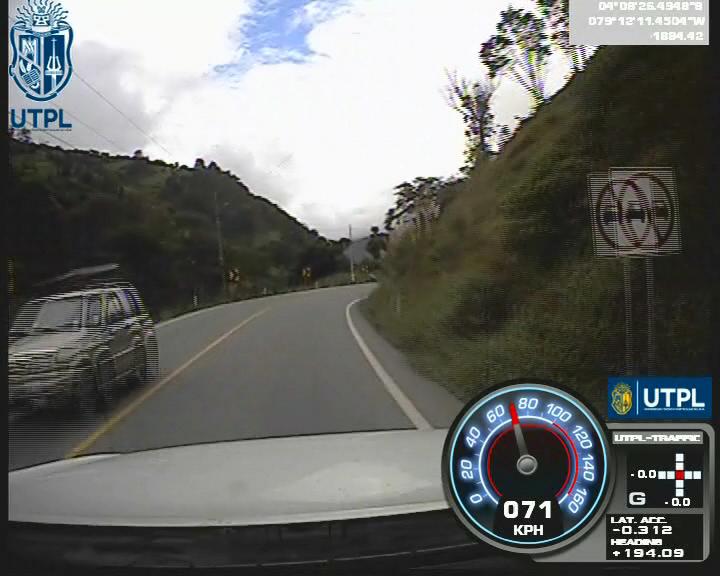 UTPL
04°08'26.4948"S
079°12'11.4504"W
1884.42
UTPL
UTPL-TRAFFIC
-0.0
G
-0.0
LAT. ACC.
-0.312
HEADING
+194.09
0 20 40 60 80 100 120 140 160
071
KPH